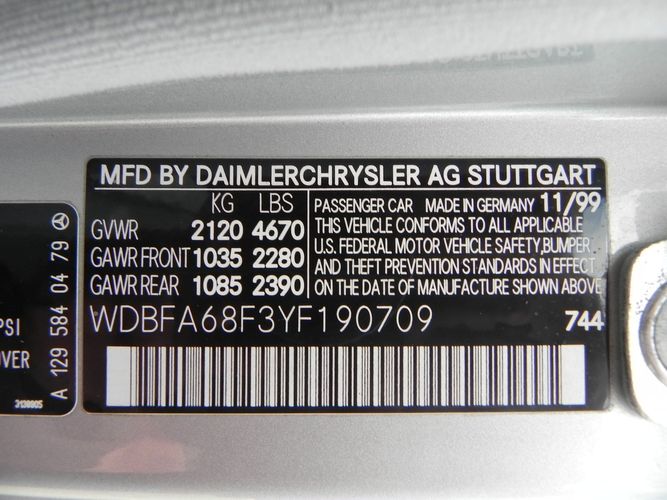 MFD BY DAIMLERCHRYSLER AG STUTTGART
KG LBS
GVWR 2120 4670
GAWR FRONT 1035 2280
GAWR REAR 1085 2390
PASSENGER CAR MADE IN GERMANY 11/99
THIS VEHICLE CONFORMS TO ALL APPLICABLE
U.S. FEDERAL MOTOR VEHICLE SAFETY, BUMPER
AND THEFT PREVENTION STANDARDS IN EFFECT
ON THE DATE OF MANUFACTURE SHOWN ABOVE
WDBFA68F3YF190709
744
PSI
OVER
A 129 584 04 79